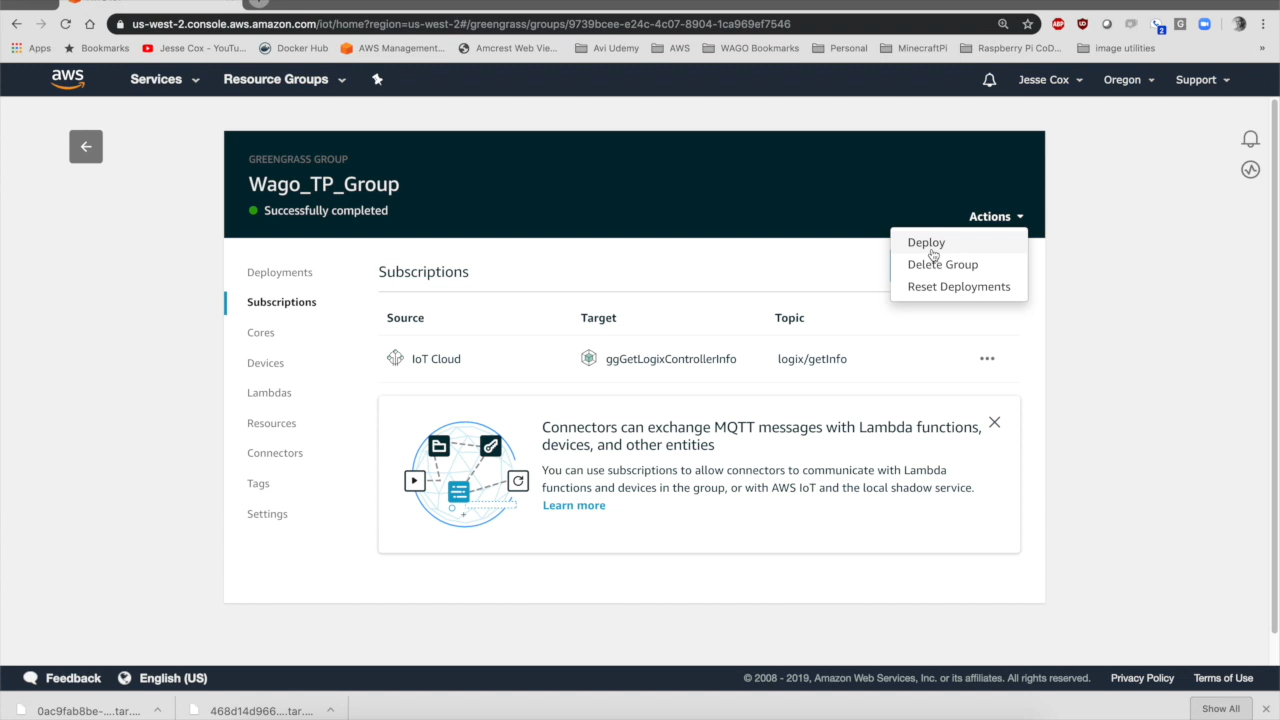 us-west-2.console.aws.amazon.com/iot/home?region=us-west-2#/greengrass/groups/9739bcee-e24c-4c07-8904-1ca969ef7546
Apps Bookmarks Jesse Cox - YouTu... Docker Hub AWS Management... Amcrest Web Vie... Avi Udemy AWS WAGO Bookmarks Personal MinecraftPi Raspberry Pi CoD... image utilities »
aws Services Resource Groups Jesse Cox Oregon Support
GREENGRASS GROUP
Wago_TP_Group
Successfully completed
Actions
Deploy
Delete Group
Reset Deployments
Deployments
Subscriptions
Cores
Devices
Lambdas
Resources
Connectors
Tags
Settings
Subscriptions
Source Target Topic
IoT Cloud ggGetLogixControllerInfo logix/getInfo
Connectors can exchange MQTT messages with Lambda functions,
devices, and other entities
You can use subscriptions to allow connectors to communicate with Lambda
functions and devices in the group, or with AWS IoT and the local shadow service.
Learn more
Feedback English (US) © 2008 - 2019, Amazon Web Services, Inc. or its affiliates. All rights reserved. Privacy Policy Terms of Use
0ac9fab8be-....tar.... 468d14d966....tar.... Show All